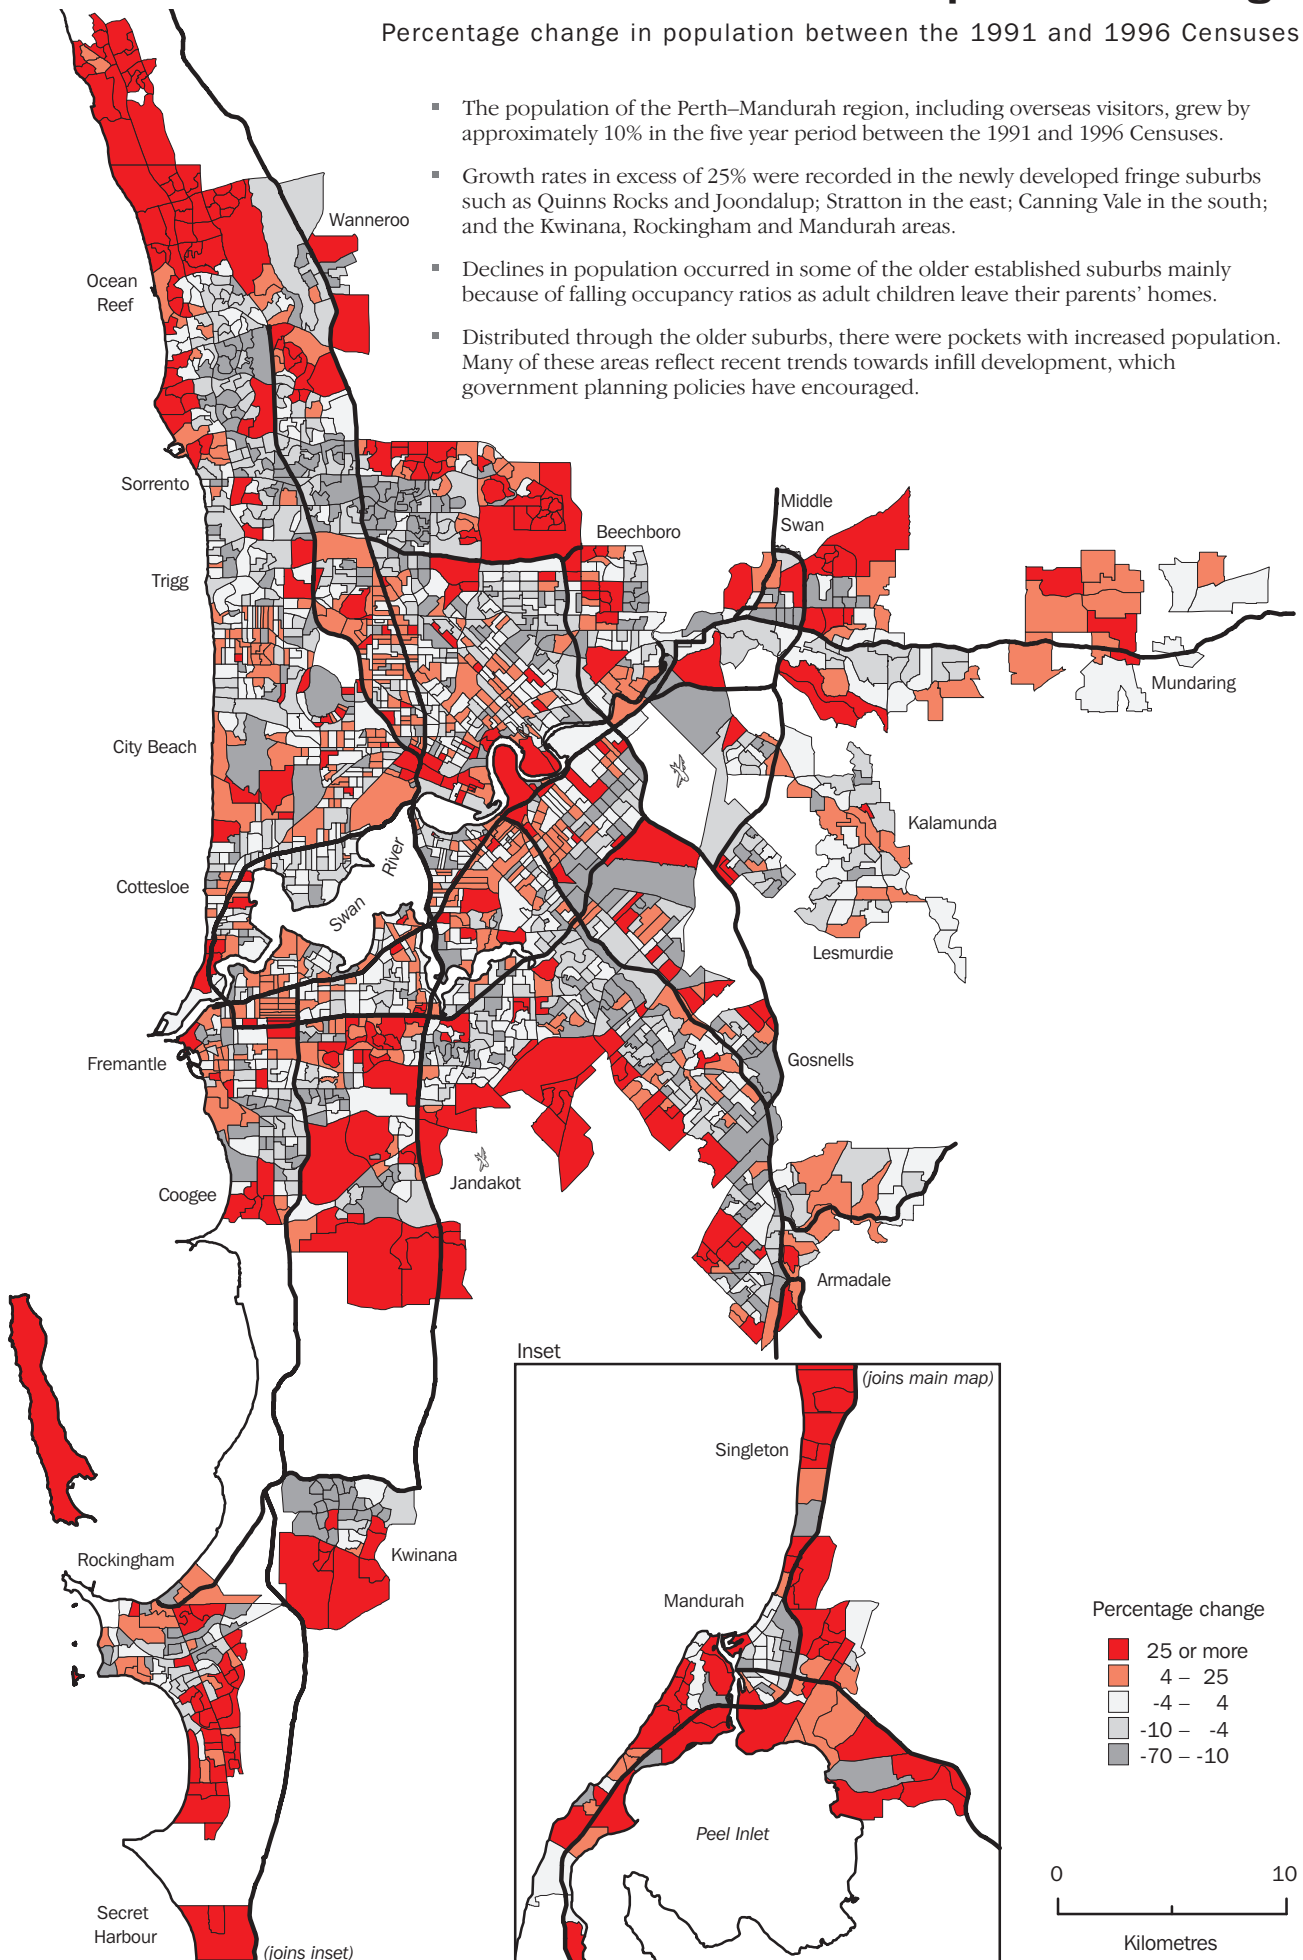 Percentage change in population between the 1991 and 1996 Censuses
▪ The population of the Perth–Mandurah region, including overseas visitors, grew by
approximately 10% in the five year period between the 1991 and 1996 Censuses.
▪ Growth rates in excess of 25% were recorded in the newly developed fringe suburbs
such as Quinns Rocks and Joondalup; Stratton in the east; Canning Vale in the south;
and the Kwinana, Rockingham and Mandurah areas.
▪ Declines in population occurred in some of the older established suburbs mainly
because of falling occupancy ratios as adult children leave their parents' homes.
▪ Distributed through the older suburbs, there were pockets with increased population.
Many of these areas reflect recent trends towards infill development, which
government planning policies have encouraged.
Wanneroo
Ocean
Reef
Sorrento
Middle
Swan
Beechboro
Trigg
Mundaring
City Beach
Kalamunda
River
Cottesloe
Swan
Lesmurdie
Fremantle
Gosnells
Jandakot
Coogee
Armadale
Inset
(joins main map)
Singleton
Kwinana
Rockingham
Mandurah
Percentage change
25 or more
4 – 25
-4 – 4
-10 – -4
-70 – -10
Peel Inlet
0 10
Kilometres
Secret
Harbour
(joins inset)